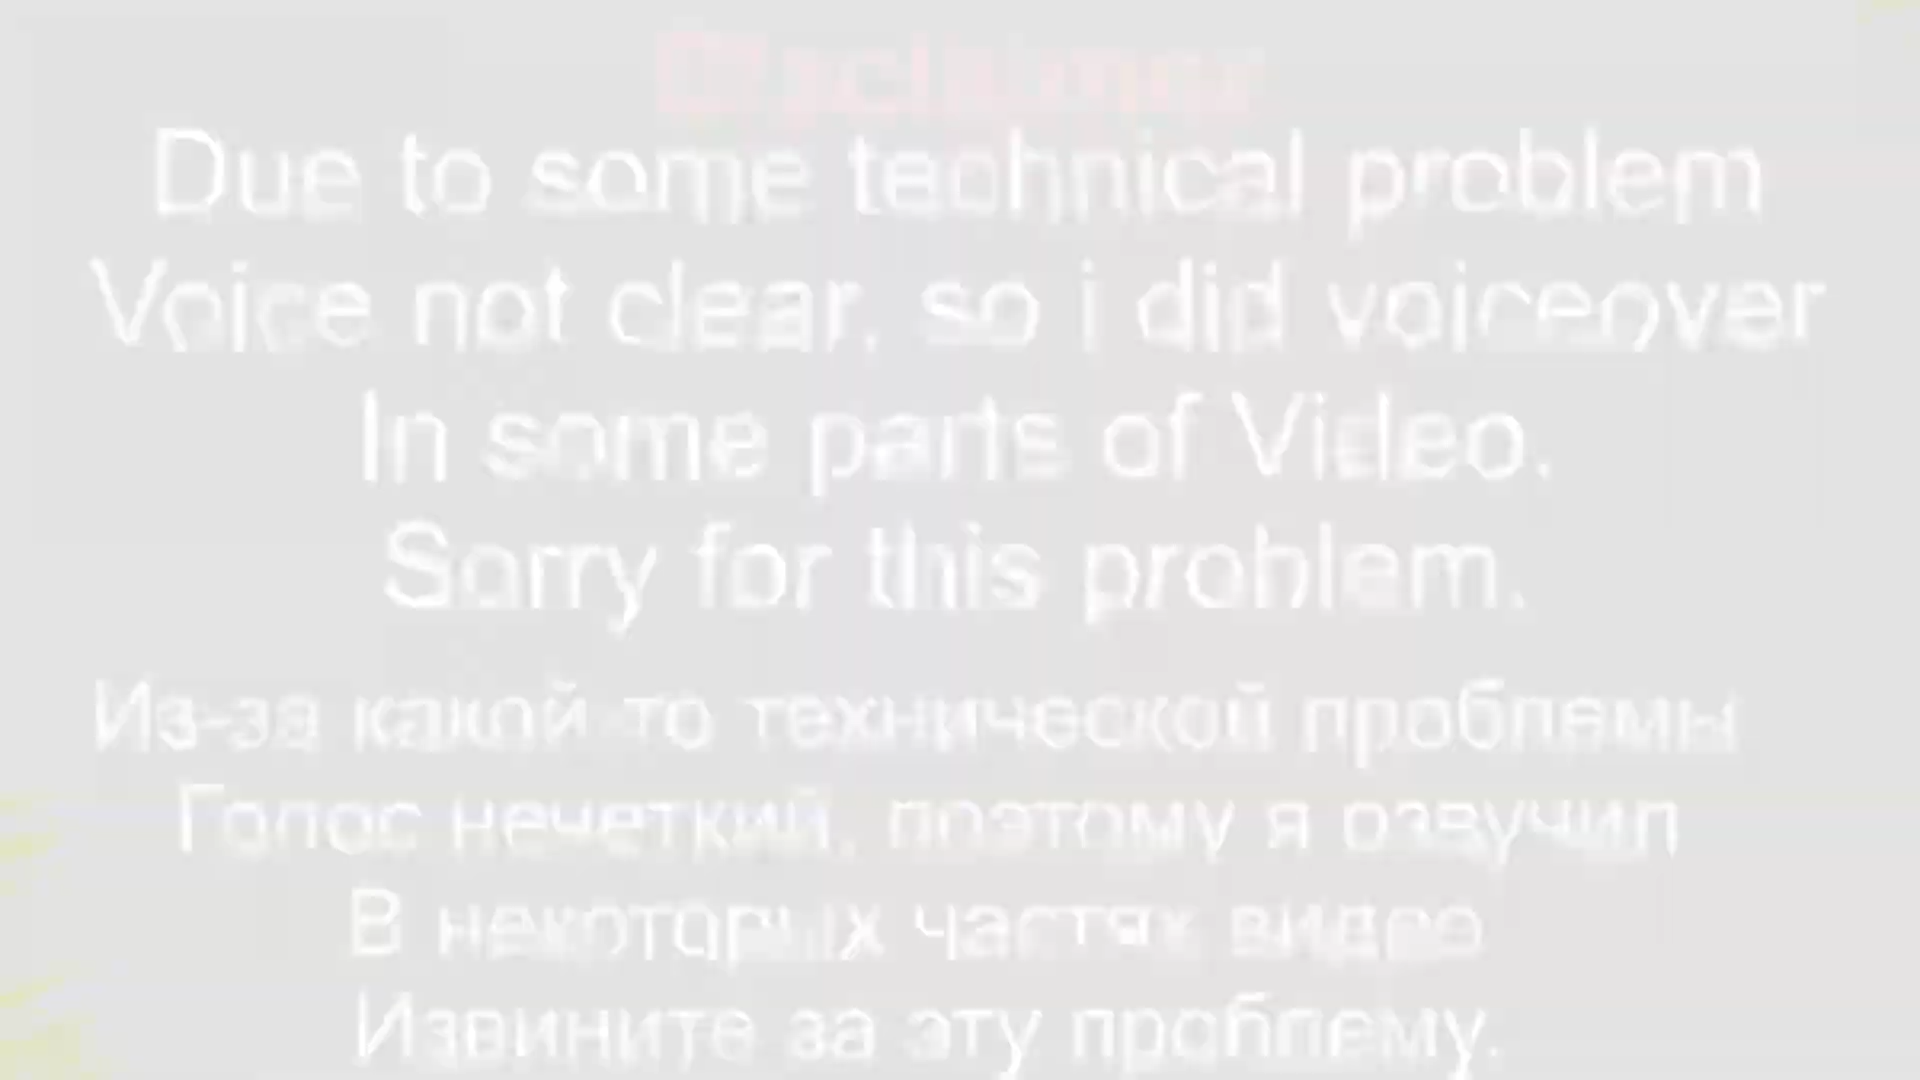 Disclaimer
Due to some technical problem
Voice not clear, so i did voiceover
In some parts of Video.
Sorry for this problem.
Из-за какой-то технической проблемы
Голос нечеткий, поэтому я озвучил
В некоторых частях видео
Извините за эту проблему.